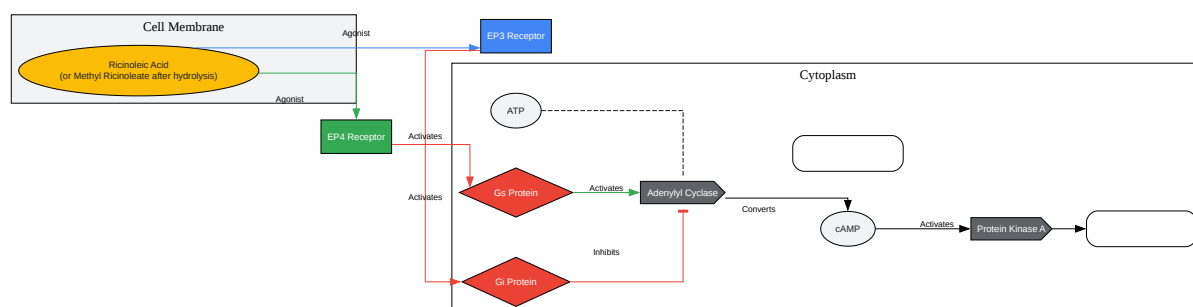 Cell Membrane
Agonist
EP3 Receptor
Ricinoleic Acid
(or Methyl Ricinoleate after hydrolysis)
Cytoplasm
Agonist
ATP
EP4 Receptor
Activates
Activates
Gs Protein
Activates
Adenylyl Cyclase
Converts
cAMP
Activates
Protein Kinase A
Inhibits
Gi Protein